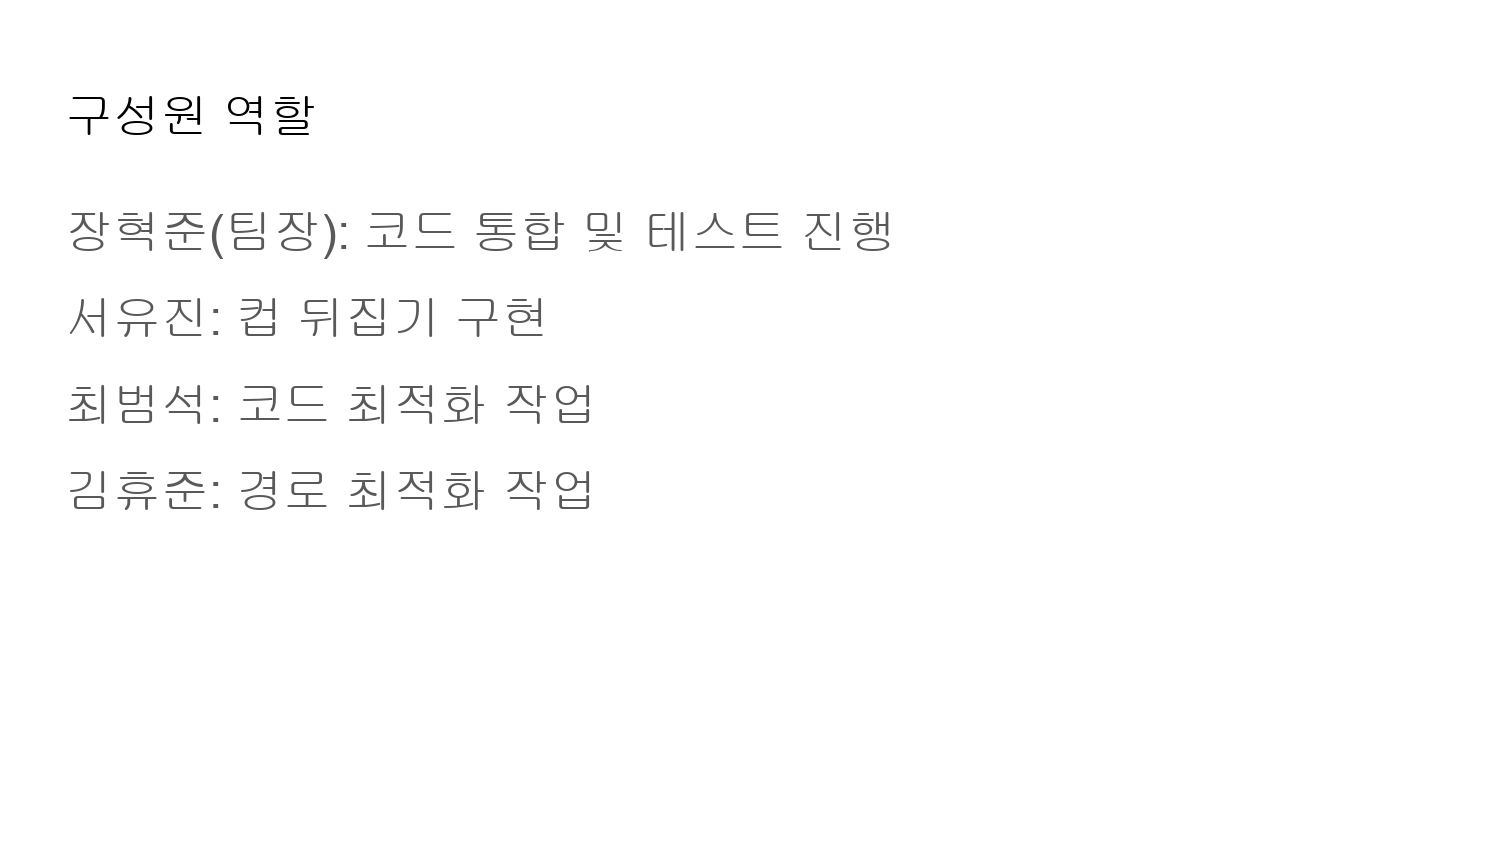 구성원 역할
장혁준(팀장): 코드 통합 및 테스트 진행
서유진: 컵 뒤집기 구현
최범석: 코드 최적화 작업
김휴준: 경로 최적화 작업